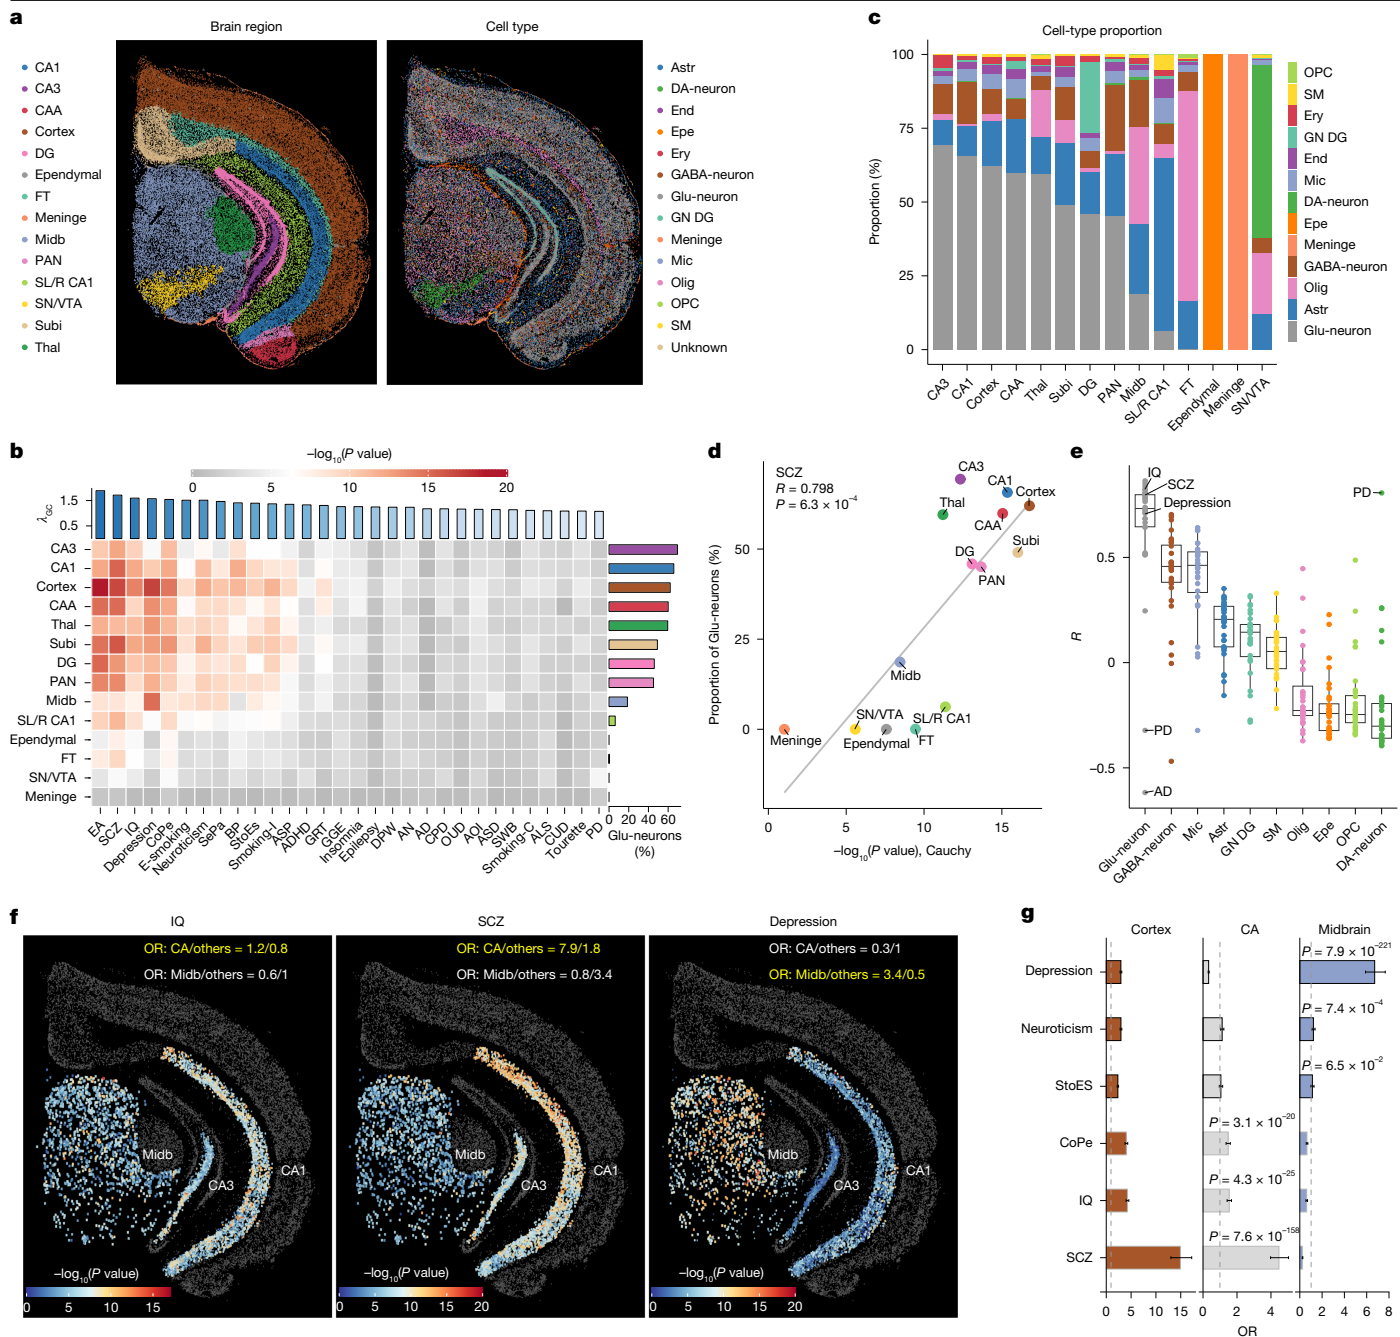 a
Brain region
Cell type
CA1
CA3
CAA
Cortex
DG
Ependymal
FT
Meninge
Midb
PAN
SL/R CA1
SN/VTA
Subi
Thal
Astr
DA-neuron
End
Epe
Ery
GABA-neuron
Glu-neuron
GN DG
Meninge
Mic
Olig
OPC
SM
Unknown
c
Cell-type proportion
Proportion (%)
100
75
50
25
0
CA3
CA1
Cortex
CAA
Thal
Subi
DG
PAN
Midb
SL/R CA1
FT
Ependymal
Meninge
SN/VTA
OPC
SM
Ery
GN DG
End
Mic
DA-neuron
Epe
Meninge
GABA-neuron
Olig
Astr
Glu-neuron
b
–log10(P value)
0 5 10 15 20
λGC
1.5
0.5
CA3
CA1
Cortex
CAA
Thal
Subi
DG
PAN
Midb
SL/R CA1
Ependymal
FT
SN/VTA
Meninge
EA
SCZ
IQ
Depression
CoPe
E-smoking
Neuroticism
SePa
BP
StoEs
Smoking-I
ASP
ADHD
GRT
GGE
Insomnia
Epilepsy
DPW
AN
AD
CPD
OUD
AOI
ASD
SWB
Smoking-C
ALS
CUD
Tourette
PD
0 20 40 60
Glu-neurons
(%)
d
SCZ
R = 0.798
P = 6.3 × 10–4
Proportion of Glu-neurons (%)
50
25
0
CA3
CA1
Cortex
Thal
CAA
Subi
DG
PAN
Midb
SN/VTA
SL/R CA1
Meninge
Ependymal
FT
0 5 10 15
–log10(P value), Cauchy
e
R
0.5
0
–0.5
IQ
SCZ
Depression
PD
PD
AD
Glu-neuron
GABA-neuron
Mic
Astr
GN DG
SM
Olig
Epe
OPC
DA-neuron
f
IQ
SCZ
Depression
OR: CA/others = 1.2/0.8
OR: Midb/others = 0.6/1
Midb
CA3
CA1
–log10(P value)
0 5 10 15
OR: CA/others = 7.9/1.8
OR: Midb/others = 0.8/3.4
Midb
CA3
CA1
–log10(P value)
0 5 10 15 20
OR: CA/others = 0.3/1
OR: Midb/others = 3.4/0.5
Midb
CA3
CA1
–log10(P value)
0 5 10 15 20
g
Cortex
CA
Midbrain
Depression
P = 7.9 × 10–221
Neuroticism
P = 7.4 × 10–4
StoES
P = 6.5 × 10–2
CoPe
P = 3.1 × 10–20
IQ
P = 4.3 × 10–25
SCZ
P = 7.6 × 10–158
0 5 10 15
0 2 4
0 2 4 6 8
OR